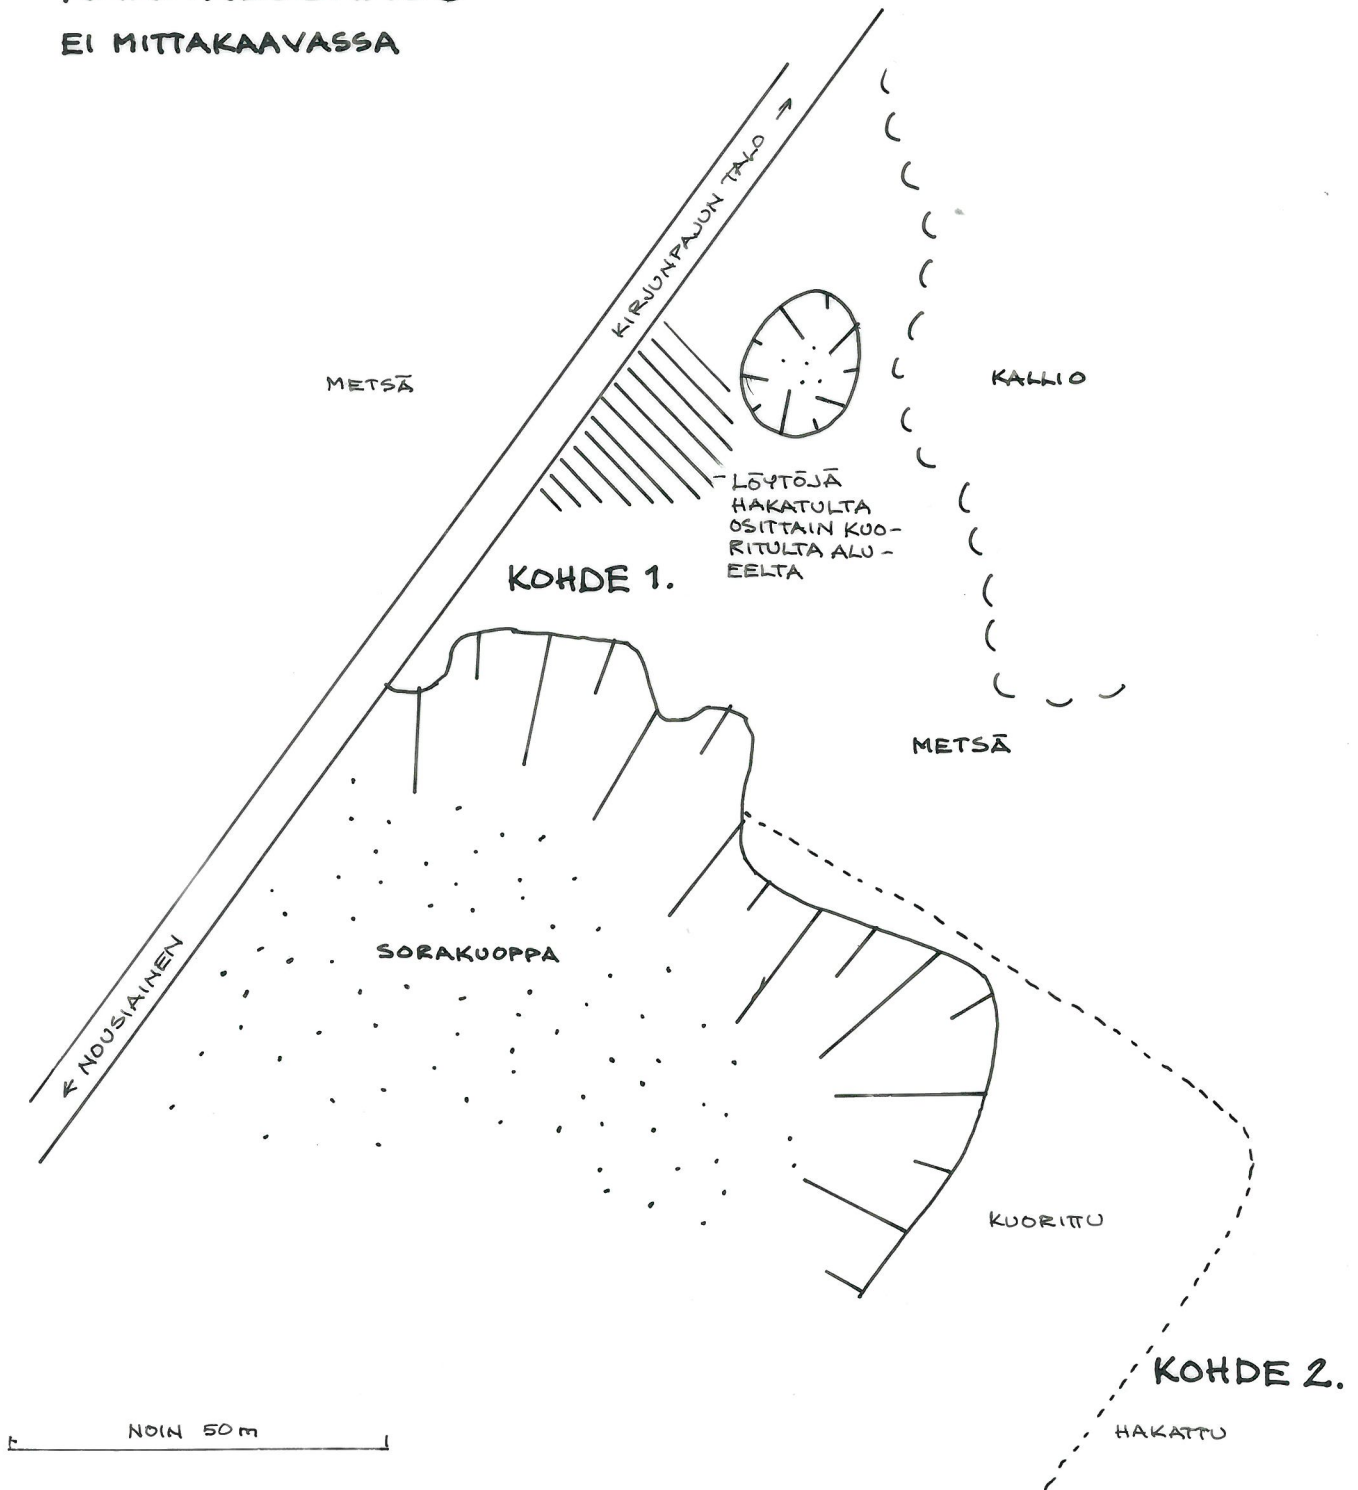 EI MITTAKAAVASSA
KIRJUNPAJUN TALO →
METSÄ
KALLIO
LÖYTÖJÄ
HAKATULTA
OSITTAIN KUO-
RITULTA ALU-
EELTA
KOHDE 1.
METSÄ
SORAKUOPPA
← NOUSIAINEN
KUORITTU
KOHDE 2.
HAKATTU
NOIN 50 m